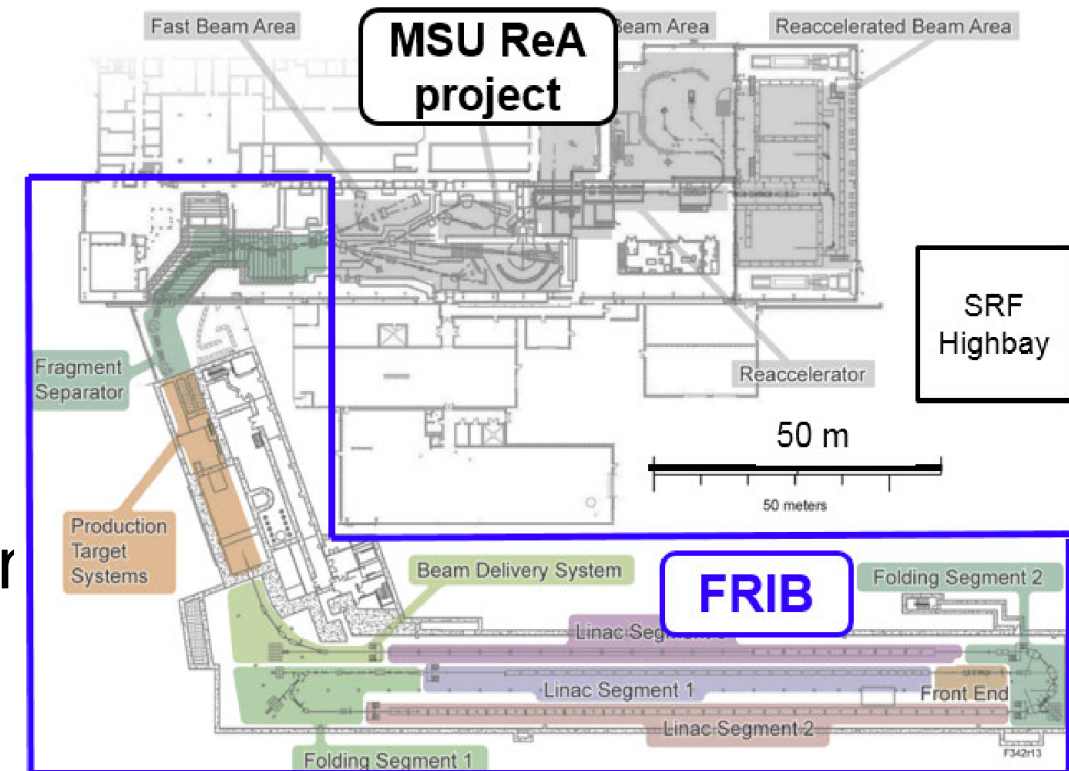 Fast Beam Area
MSU ReA
project
Beam Area
Reaccelerated Beam Area
SRF
Highbay
Fragment
Separator
Reaccelerator
50 m
50 meters
Production
Target
Systems
r
Beam Delivery System
FRIB
Folding Segment 2
Linac Segment
Linac Segment 1
Front End
Linac Segment 2
Folding Segment 1
F342r13